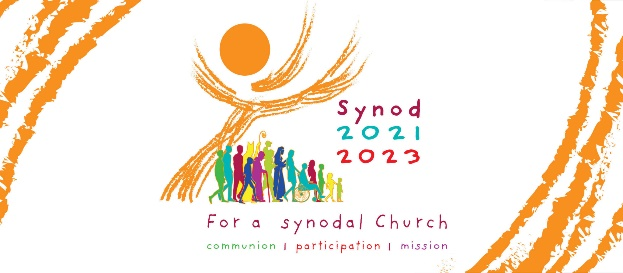 Synod
2021
2023
For a synodal Church
communion | participation | mission